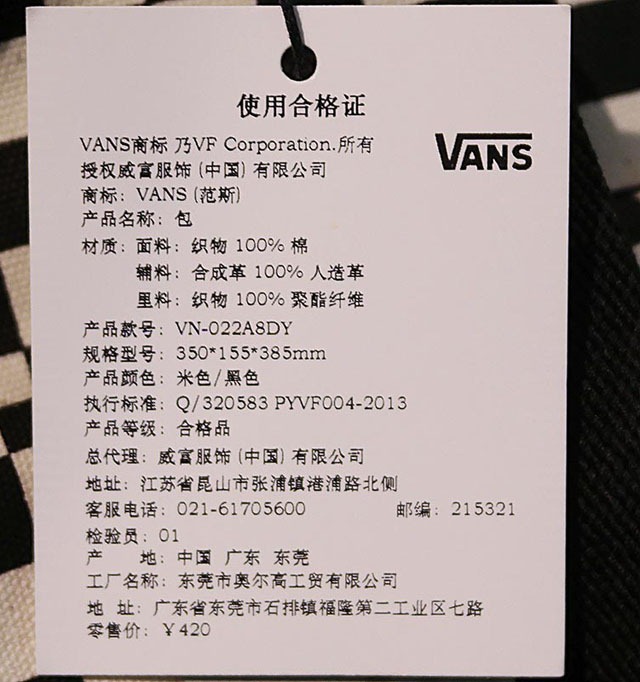 使用合格证
VANS
VANS商标 乃VF Corporation.所有
授权威富服饰 (中国) 有限公司
商标: VANS (范斯)
产品名称: 包
材质: 面料: 织物 100% 棉
辅料: 合成革 100% 人造革
里料: 织物 100% 聚酯纤维
产品款号: VN-022A8DY
规格型号: 350*155*385mm
产品颜色: 米色/黑色
执行标准: Q/320583 PYVF004-2013
产品等级: 合格品
总代理: 威富服饰 (中国) 有限公司
地址: 江苏省昆山市张浦镇港浦路北侧
客服电话: 021-61705600 邮编: 215321
检验员: 01
产 地: 中国 广东 东莞
工厂名称: 东莞市奥尔高工贸有限公司
地 址: 广东省东莞市石排镇福隆第二工业区七路
零售价: ¥420